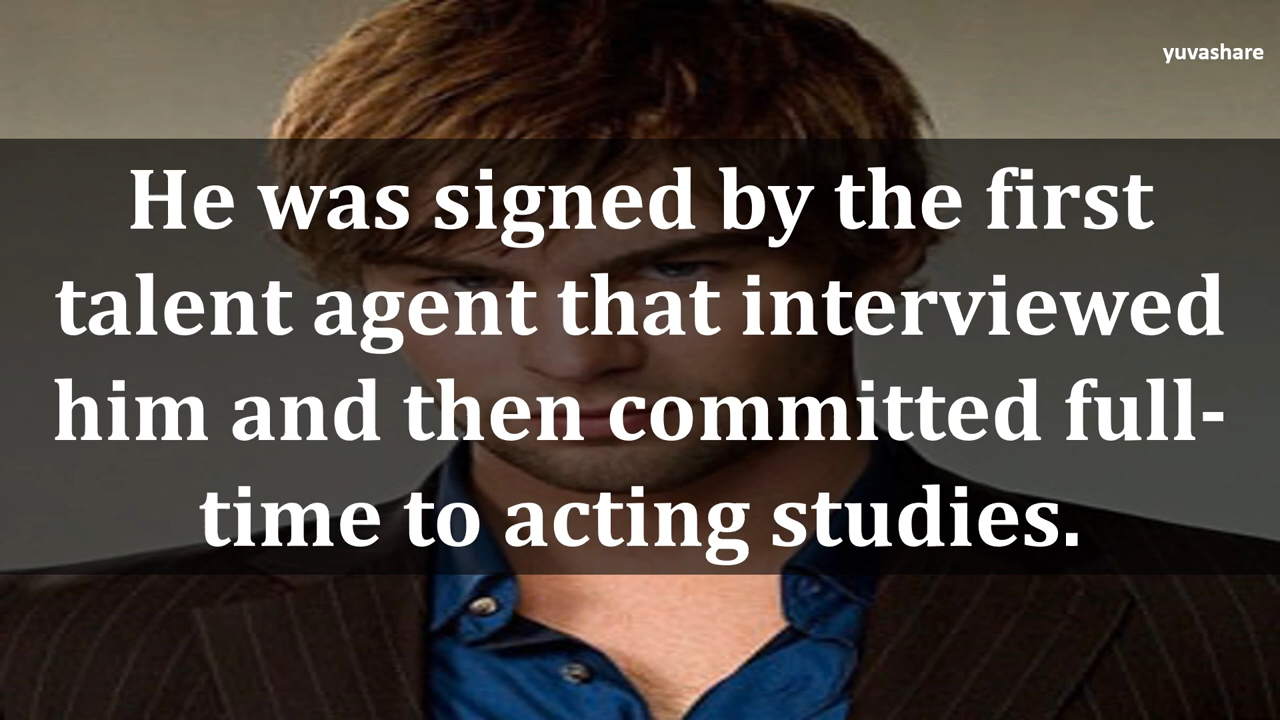 yuvashare
He was signed by the first
talent agent that interviewed
him and then committed full-
time to acting studies.